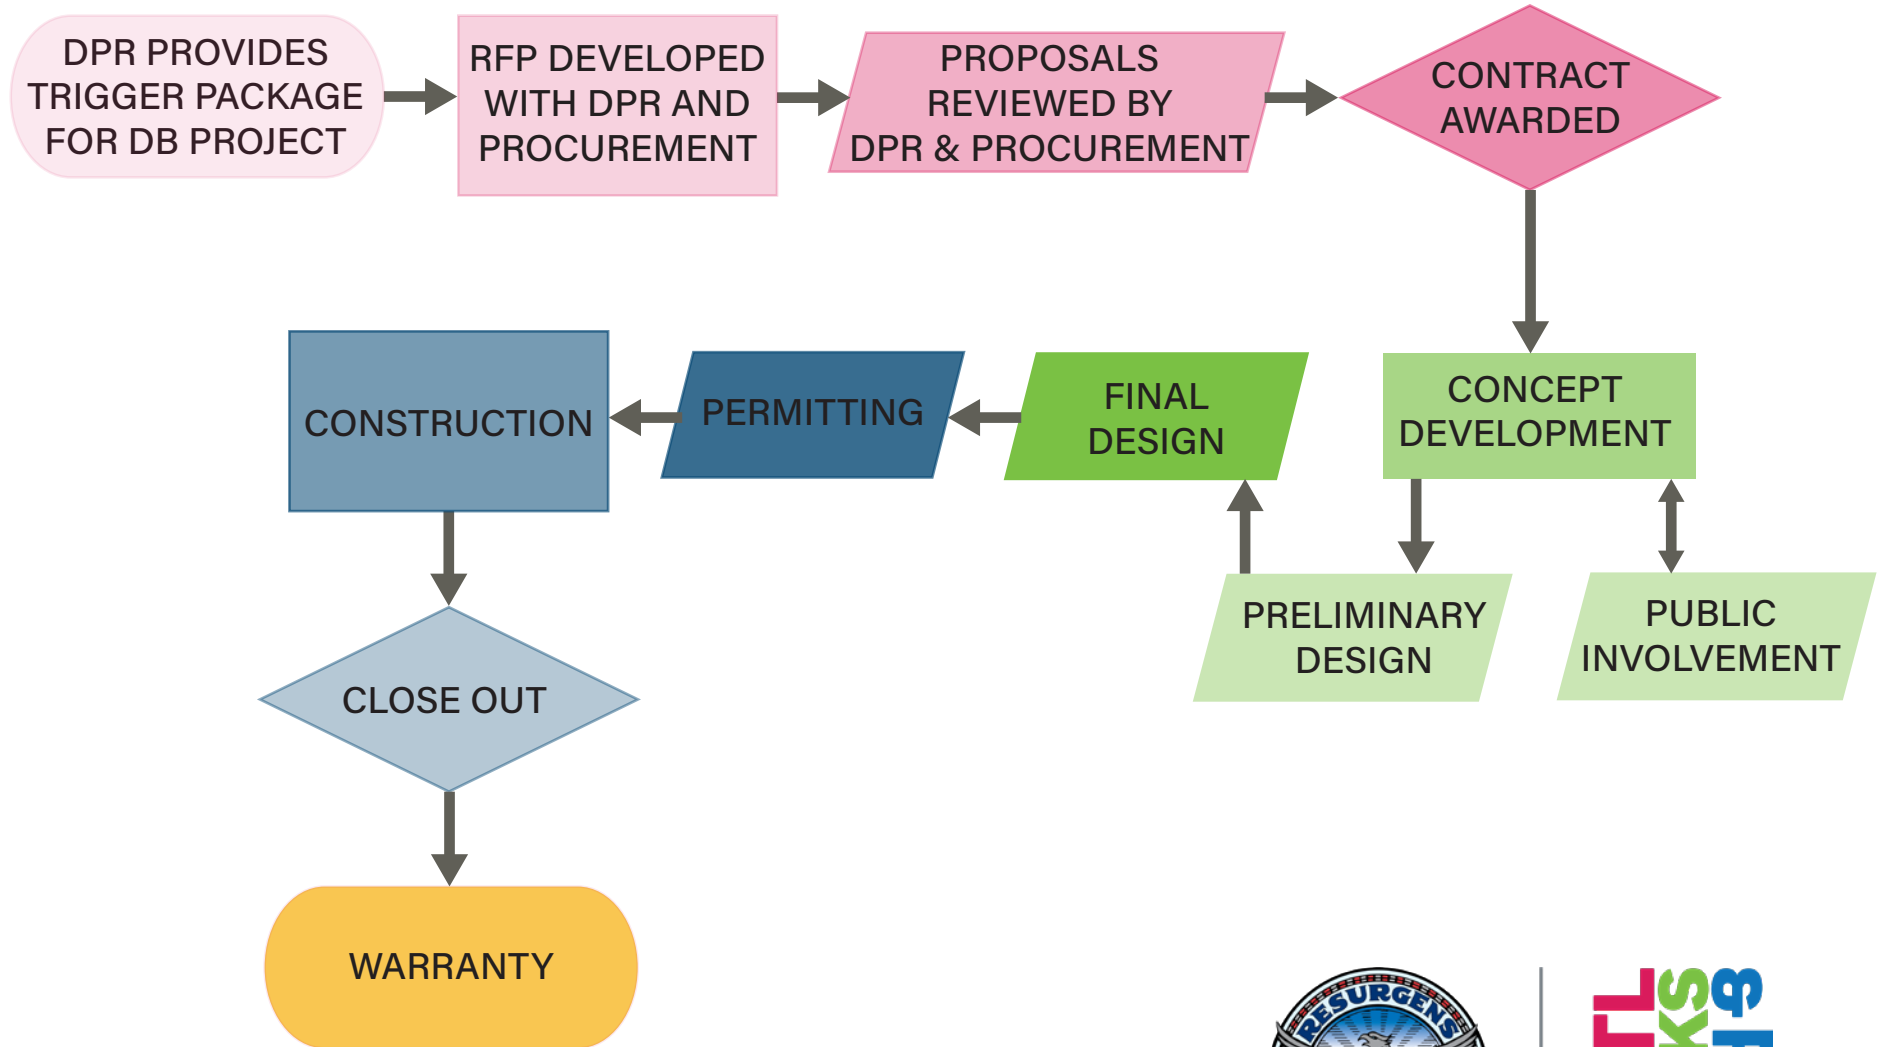 DPR PROVIDES
TRIGGER PACKAGE
FOR DB PROJECT
RFP DEVELOPED
WITH DPR AND
PROCUREMENT
PROPOSALS
REVIEWED BY
DPR & PROCUREMENT
CONTRACT
AWARDED
CONCEPT
DEVELOPMENT
PUBLIC
INVOLVEMENT
PRELIMINARY
DESIGN
FINAL
DESIGN
PERMITTING
CONSTRUCTION
CLOSE OUT
WARRANTY
RESURGENS